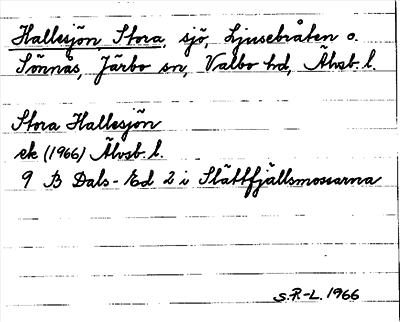 Hallesjön, Stora, sjö, Ljusebråten o.
Sönnås, Järbo sn, Valbo hd, Älvsb. l.
Stora Hallesjön
ek (1966) Älvsb. l.
9 B Dals-Ed 2 i Slättfjällsmossarna
S.R-L. 1966